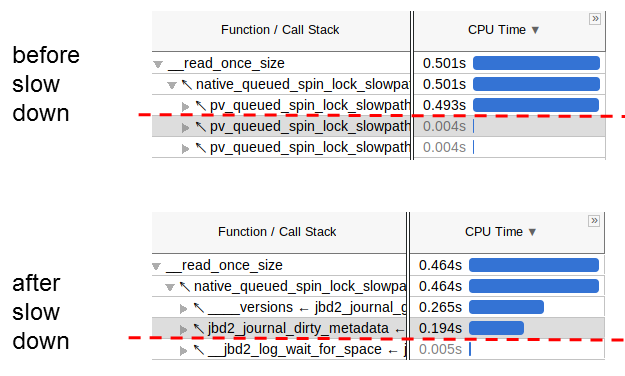 before
slow
down
Function / Call Stack CPU Time ▼ »
__read_once_size 0.501s
native_queued_spin_lock_slowpa 0.501s
pv_queued_spin_lock_slowpath 0.493s
pv_queued_spin_lock_slowpath 0.004s
pv_queued_spin_lock_slowpath 0.004s
after
slow
down
Function / Call Stack CPU Time ▼ »
__read_once_size 0.464s
native_queued_spin_lock_slowpa 0.464s
____versions ← jbd2_journal_g 0.265s
jbd2_journal_dirty_metadata ← 0.194s
__jbd2_log_wait_for_space ← j 0.005s